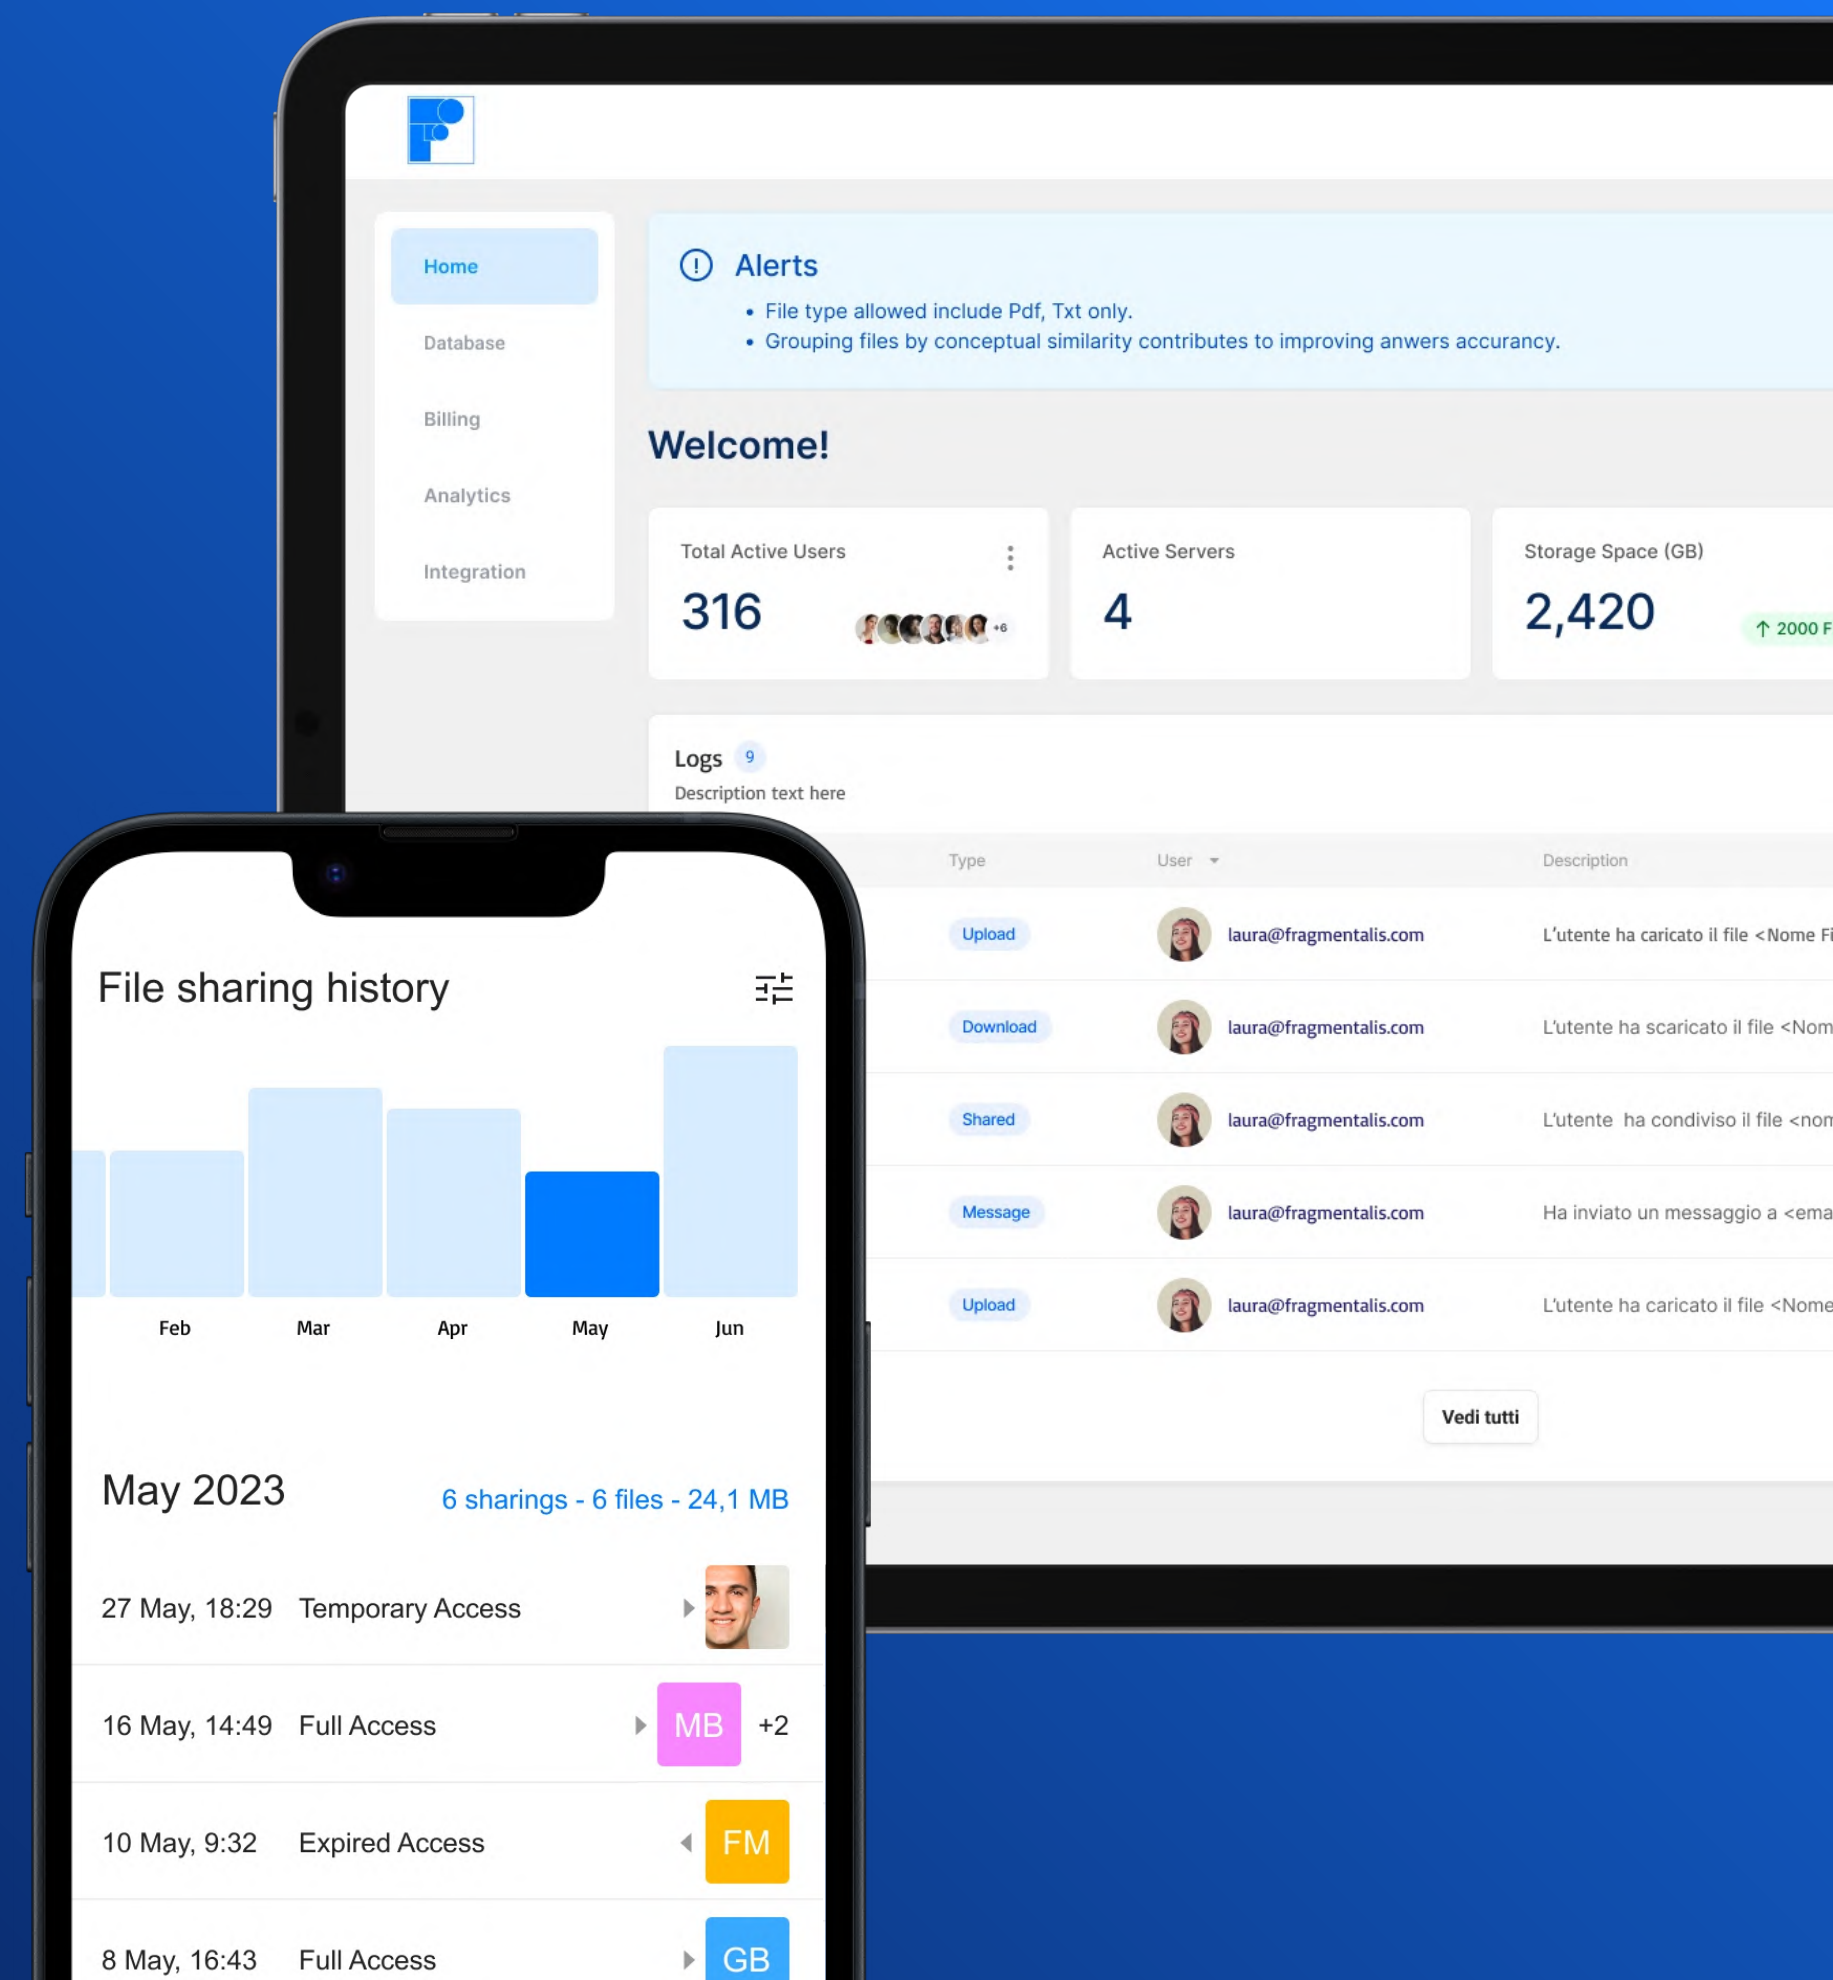 Home
Database
Billing
Analytics
Integration
Alerts
• File type allowed include Pdf, Txt only.
• Grouping files by conceptual similarity contributes to improving anwers accurancy.
Welcome!
Total Active Users
316
+6
Active Servers
4
Storage Space (GB)
2,420
↑ 2000 F
Logs 9
Description text here
Type User Description
Upload laura@fragmentalis.com L'utente ha caricato il file <Nome Fi
Download laura@fragmentalis.com L'utente ha scaricato il file <Nom
Shared laura@fragmentalis.com L'utente  ha condiviso il file <nom
Message laura@fragmentalis.com Ha inviato un messaggio a <ema
Upload laura@fragmentalis.com L'utente ha caricato il file <Nome
Vedi tutti
File sharing history
Feb Mar Apr May Jun
May 2023 6 sharings - 6 files - 24,1 MB
27 May, 18:29 Temporary Access
16 May, 14:49 Full Access MB +2
10 May, 9:32 Expired Access FM
8 May, 16:43 Full Access GB